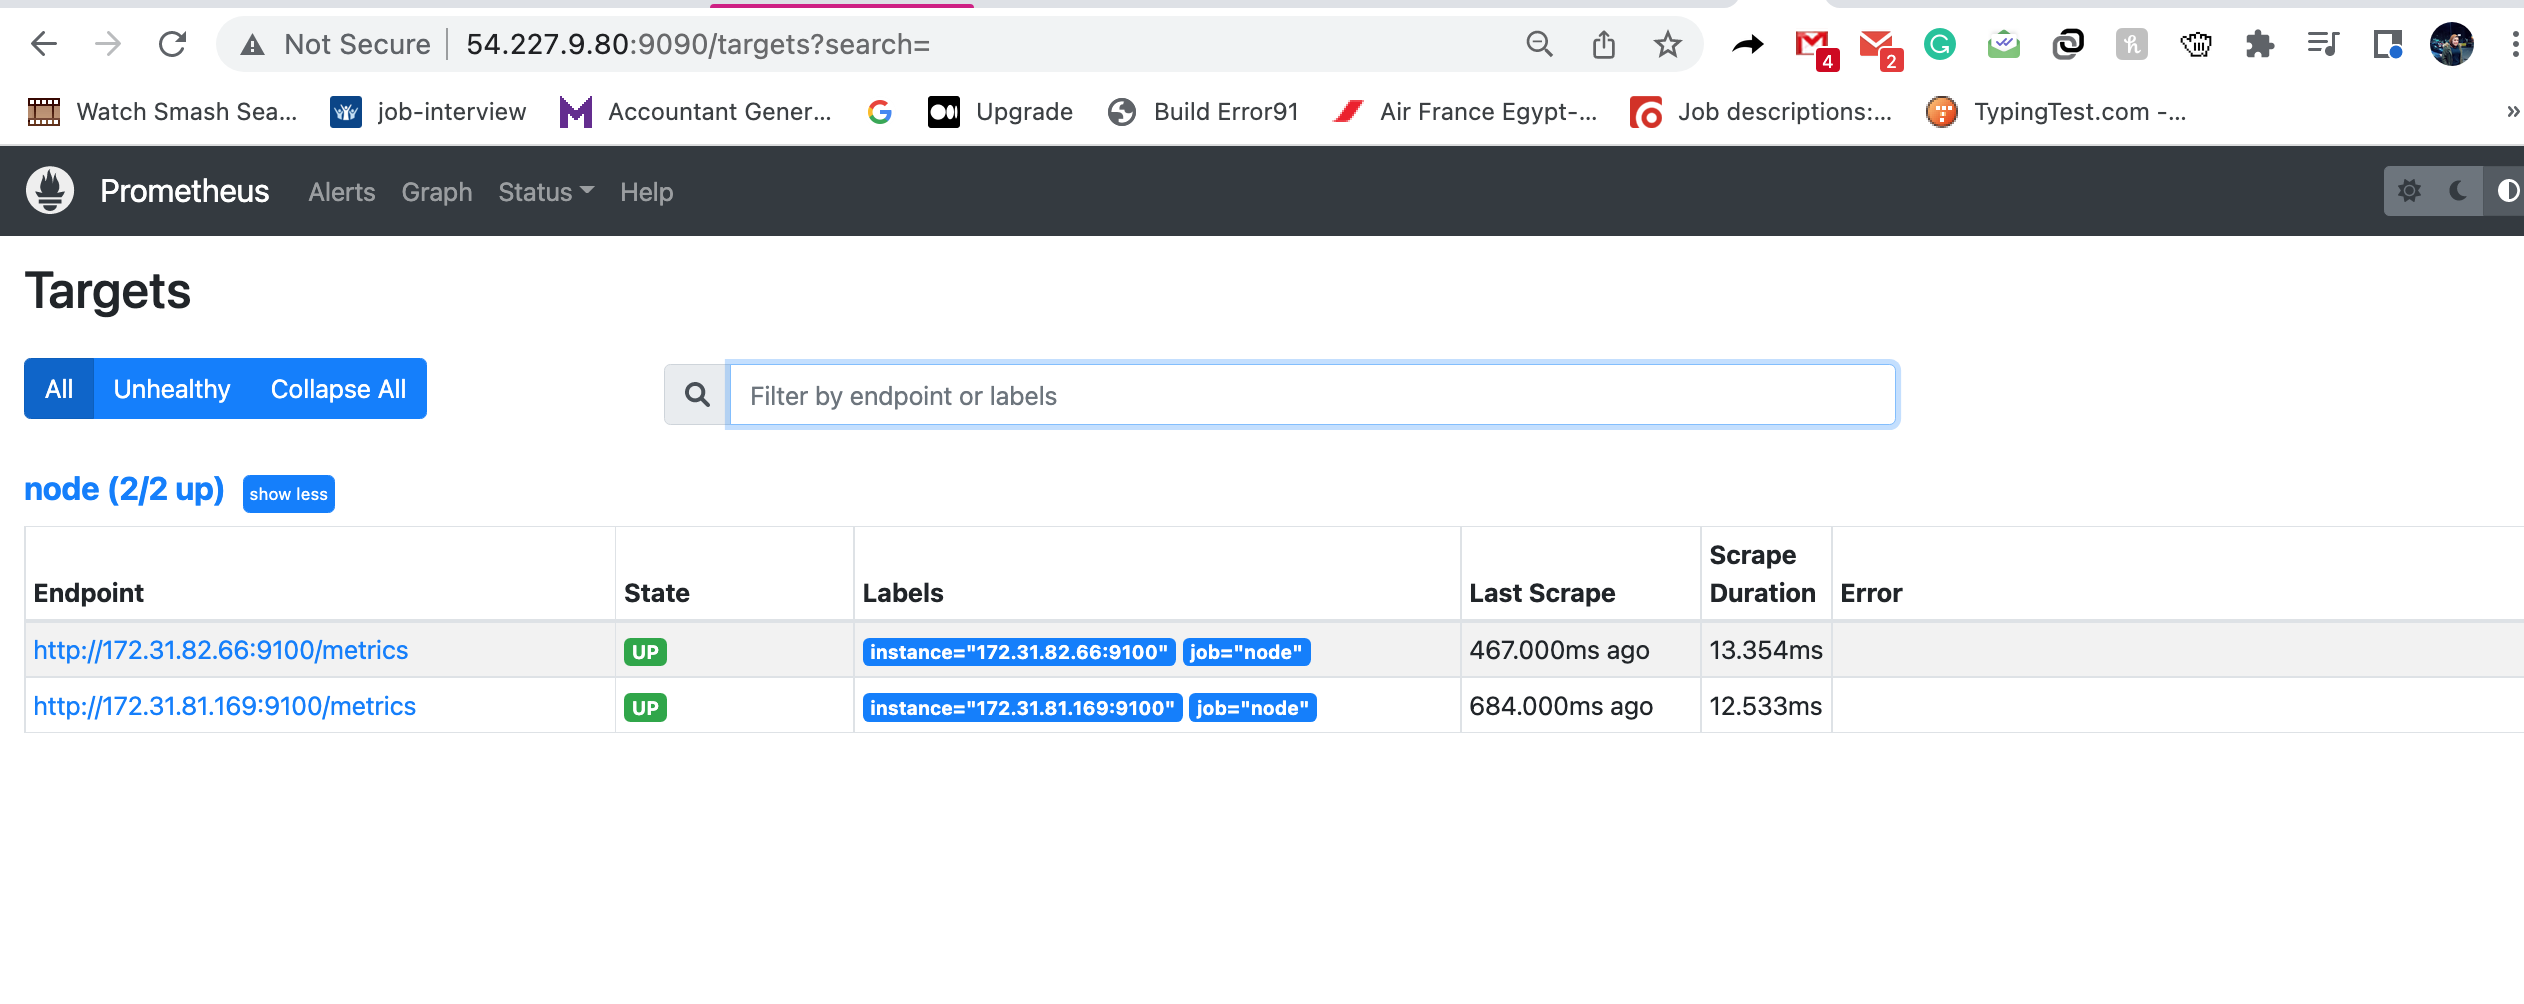 Not Secure 54.227.9.80:9090/targets?search=
4 2
Watch Smash Sea... job-interview Accountant Gener... Upgrade Build Error91 Air France Egypt-... Job descriptions:... TypingTest.com -... »
Prometheus Alerts Graph Status Help
Targets
All Unhealthy Collapse All Filter by endpoint or labels
node (2/2 up) show less
Endpoint State Labels Last Scrape Scrape Duration Error
http://172.31.82.66:9100/metrics UP instance="172.31.82.66:9100" job="node" 467.000ms ago 13.354ms
http://172.31.81.169:9100/metrics UP instance="172.31.81.169:9100" job="node" 684.000ms ago 12.533ms